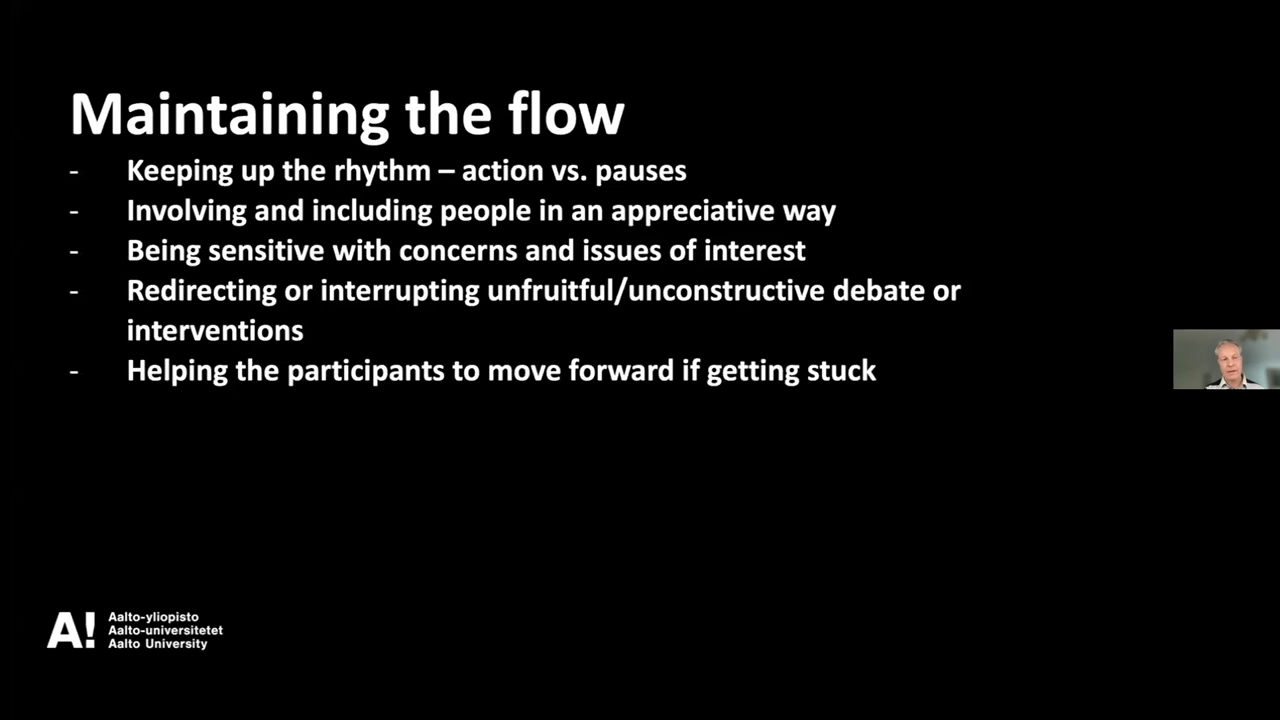 Maintaining the flow
- Keeping up the rhythm – action vs. pauses
- Involving and including people in an appreciative way
- Being sensitive with concerns and issues of interest
- Redirecting or interrupting unfruitful/unconstructive debate or
interventions
- Helping the participants to move forward if getting stuck
A!
Aalto-yliopisto
Aalto-universitetet
Aalto University